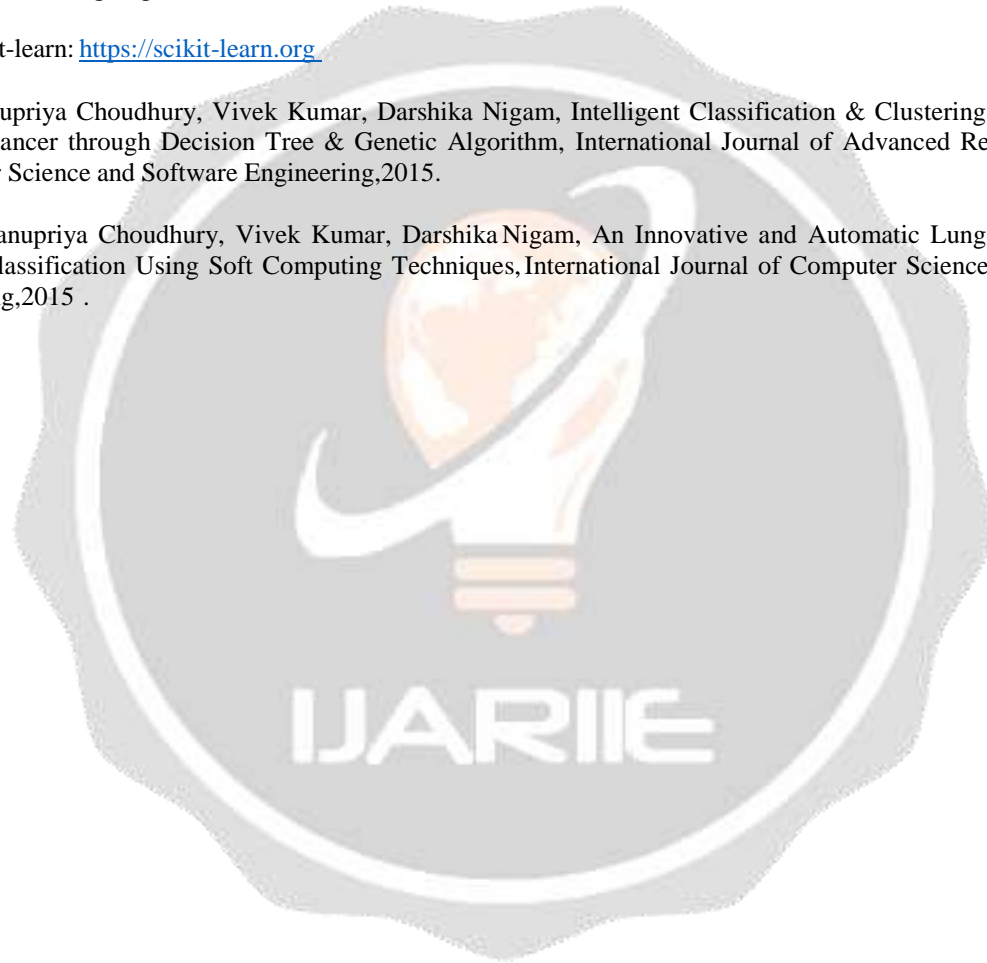 t-learn: https://scikit-learn.org
upriya Choudhury, Vivek Kumar, Darshika Nigam, Intelligent Classification & Clustering
ancer through Decision Tree & Genetic Algorithm, International Journal of Advanced Re
r Science and Software Engineering,2015.
anupriya Choudhury, Vivek Kumar, Darshika Nigam, An Innovative and Automatic Lung
lassification Using Soft Computing Techniques, International Journal of Computer Science
g,2015 .
IJARIIE